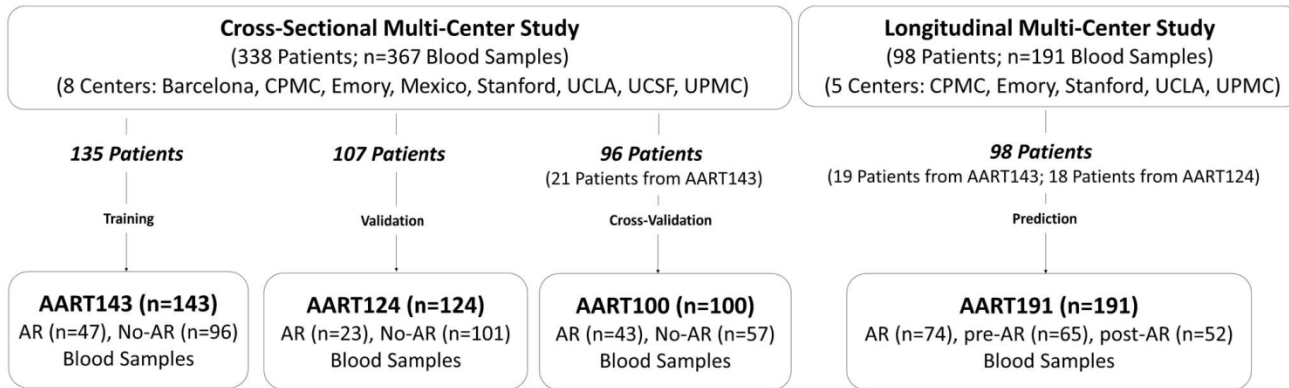 Cross-Sectional Multi-Center Study
(338 Patients; n=367 Blood Samples)
(8 Centers: Barcelona, CPMC, Emory, Mexico, Stanford, UCLA, UCSF, UPMC)
Longitudinal Multi-Center Study
(98 Patients; n=191 Blood Samples)
(5 Centers: CPMC, Emory, Stanford, UCLA, UPMC)
135 Patients
107 Patients
96 Patients
(21 Patients from AART143)
98 Patients
(19 Patients from AART143; 18 Patients from AART124)
Training
Validation
Cross-Validation
Prediction
AART143 (n=143)
AR (n=47), No-AR (n=96)
Blood Samples
AART124 (n=124)
AR (n=23), No-AR (n=101)
Blood Samples
AART100 (n=100)
AR (n=43), No-AR (n=57)
Blood Samples
AART191 (n=191)
AR (n=74), pre-AR (n=65), post-AR (n=52)
Blood Samples